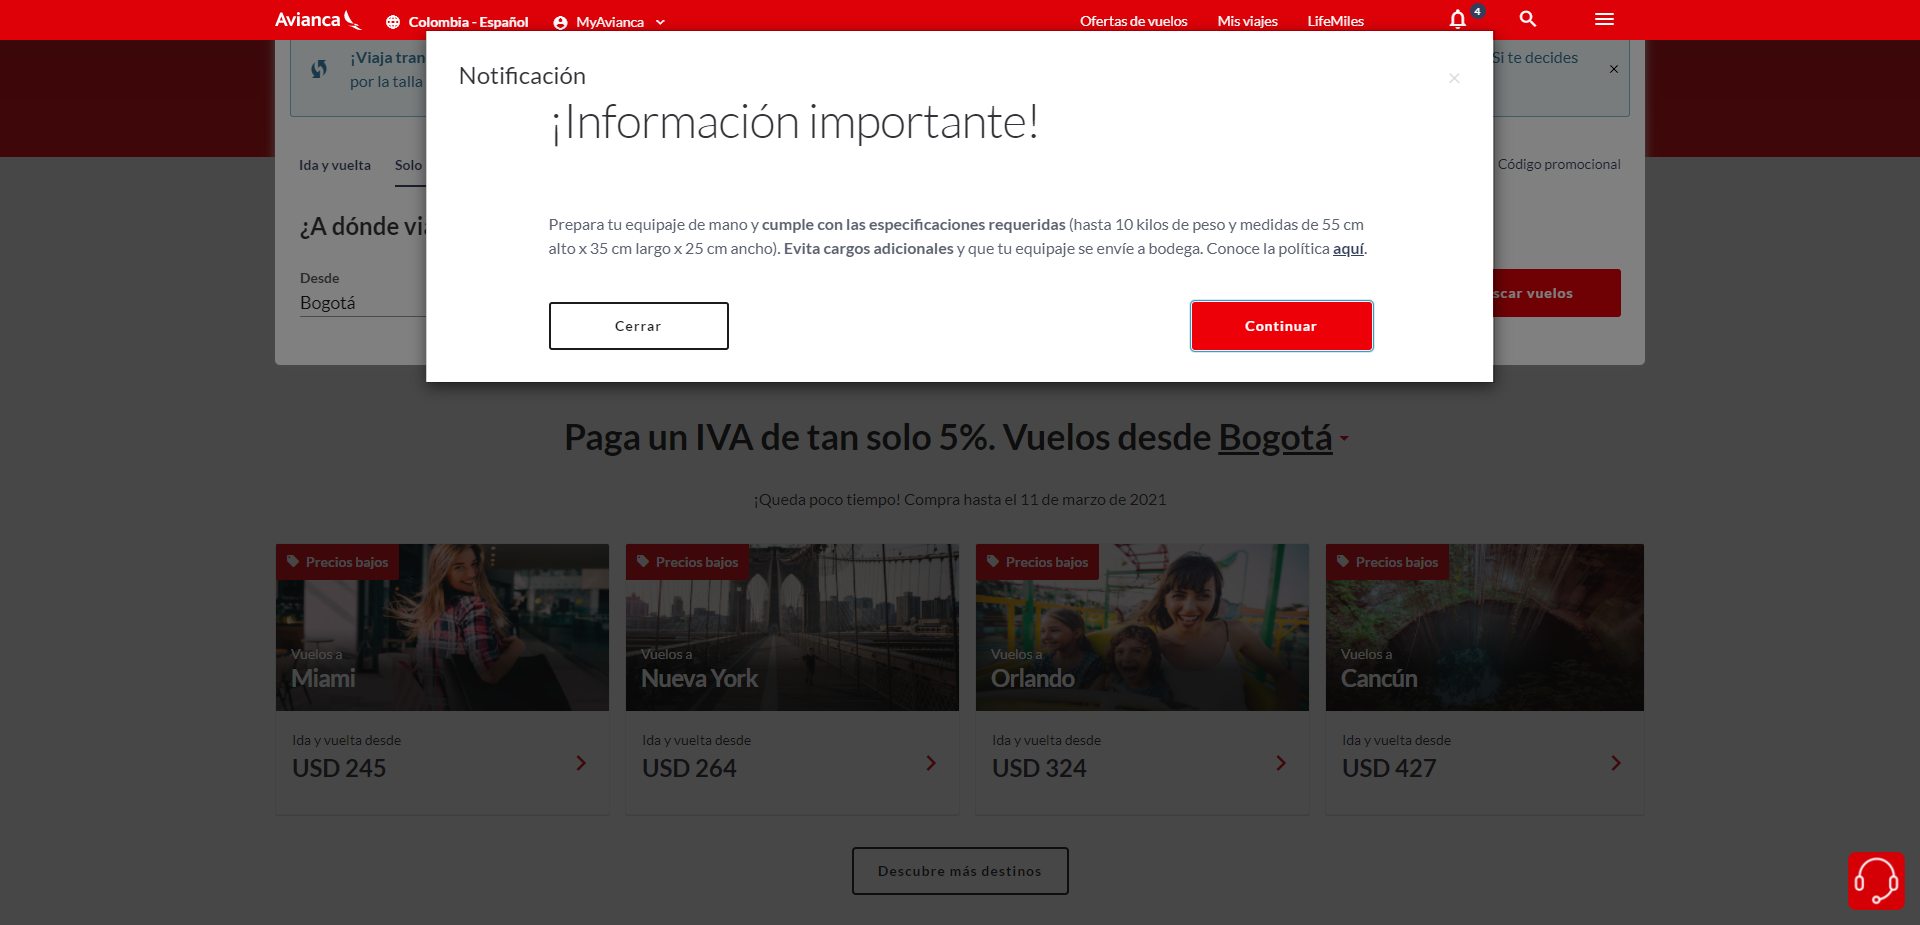 Avianca
Colombia - Español
MyAvianca
Ofertas de vuelos
Mis viajes
LifeMiles
4
¡Viaja tran
por la talla
Si te decides
Notificación
¡Información importante!
Prepara tu equipaje de mano y cumple con las especificaciones requeridas (hasta 10 kilos de peso y medidas de 55 cm
alto x 35 cm largo x 25 cm ancho). Evita cargos adicionales y que tu equipaje se envíe a bodega. Conoce la política aquí.
Cerrar
Continuar
Ida y vuelta
Solo
Código promocional
¿A dónde via
Desde
Bogotá
scar vuelos
Paga un IVA de tan solo 5%. Vuelos desde Bogotá
¡Queda poco tiempo! Compra hasta el 11 de marzo de 2021
Precios bajos
Vuelos a
Miami
Ida y vuelta desde
USD 245
Precios bajos
Vuelos a
Nueva York
Ida y vuelta desde
USD 264
Precios bajos
Vuelos a
Orlando
Ida y vuelta desde
USD 324
Precios bajos
Vuelos a
Cancún
Ida y vuelta desde
USD 427
Descubre más destinos